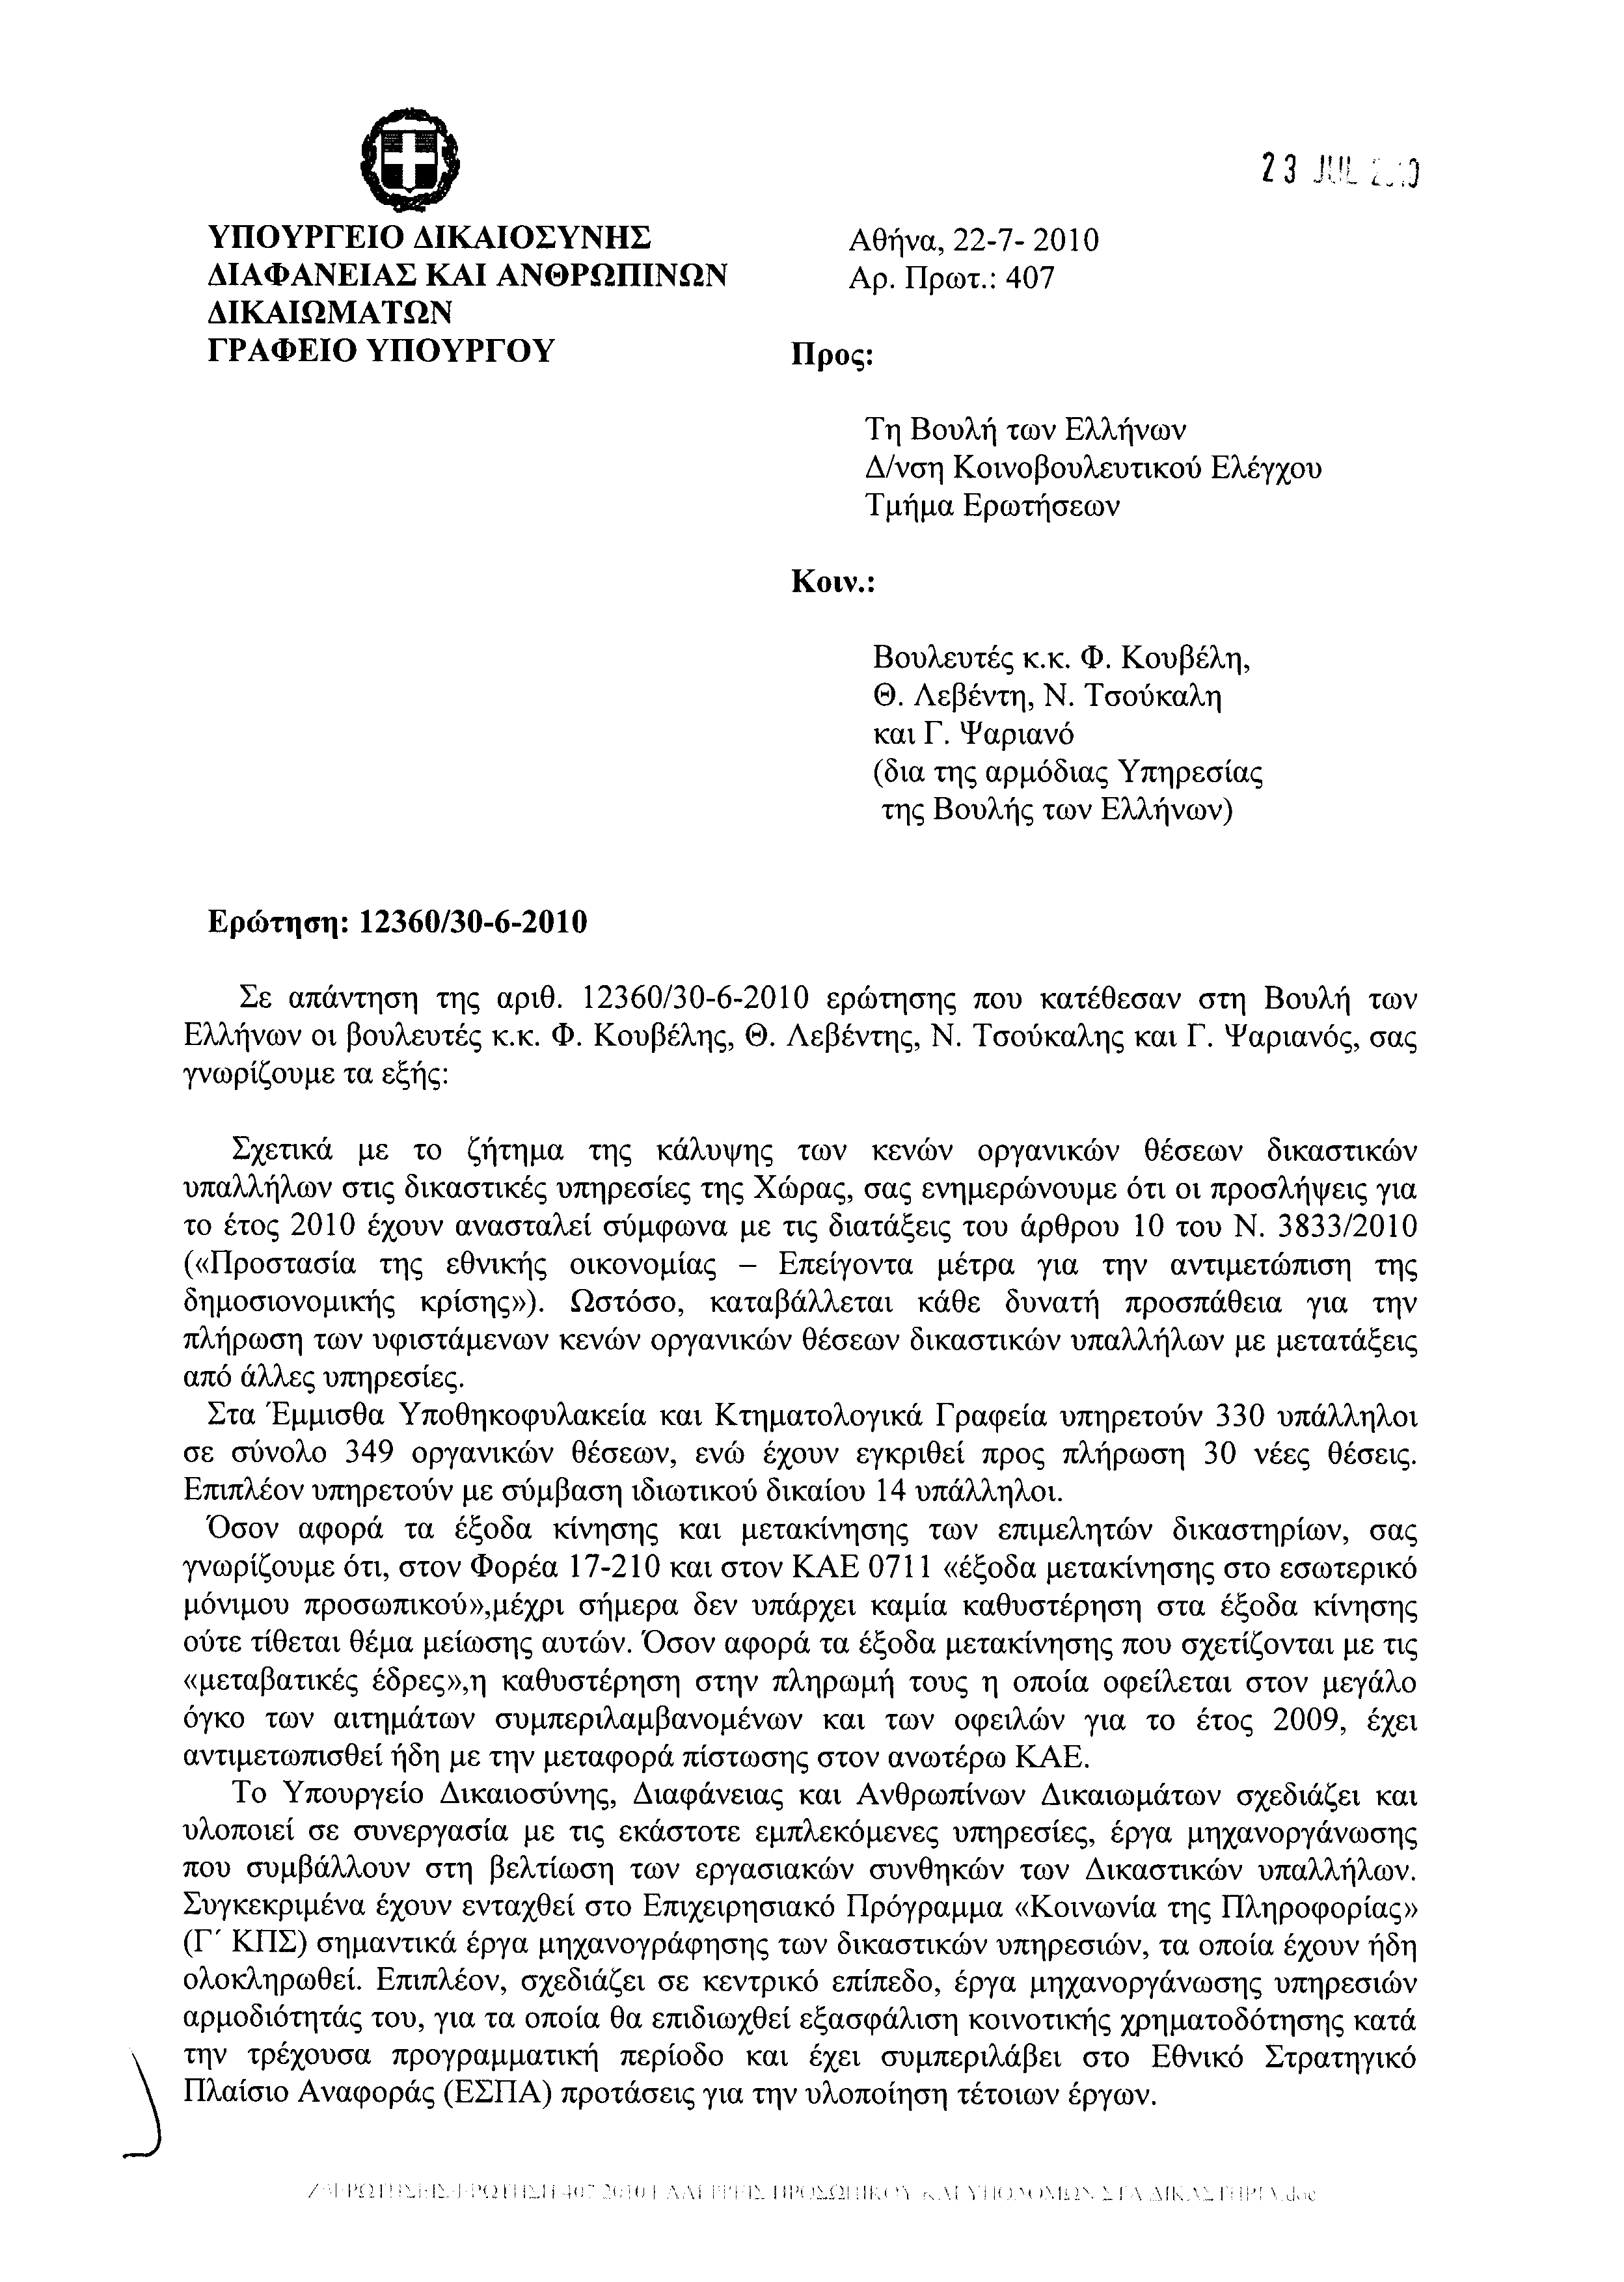 23 JUL
ΥΠΟΥΡΓΕΙΟ ΔΙΚΑΙΟΣΥΝΗΣ
ΔΙΑΦΑΝΕΙΑΣ ΚΑΙ ΑΝΘΡΩΠΙΝΩΝ
ΔΙΚΑΙΩΜΑΤΩΝ
ΓΡΑΦΕΙΟ ΥΠΟΥΡΓΟΥ
Αθήνα, 22-7- 2010
Αρ. Πρωτ.: 407
Προς:
Τη Βουλή των Ελλήνων
Δ/νση Κοινοβουλευτικού Ελέγχου
Τμήμα Ερωτήσεων
Κοιν.:
Βουλευτές κ.κ. Φ. Κουβέλη,
Θ. Λεβέντη, Ν. Τσούκαλη
και Γ. Ψαριανό
(δια της αρμόδιας Υπηρεσίας
της Βουλής των Ελλήνων)
Ερώτηση: 12360/30-6-2010
Σε απάντηση της αριθ. 12360/30-6-2010 ερώτησης που κατέθεσαν στη Βουλή των
Ελλήνων οι βουλευτές κ.κ. Φ. Κουβέλης, Θ. Λεβέντης, Ν. Τσούκαλης και Γ. Ψαριανός, σας
γνωρίζουμε τα εξής:
Σχετικά με το ζήτημα της κάλυψης των κενών οργανικών θέσεων δικαστικών
υπαλλήλων στις δικαστικές υπηρεσίες της Χώρας, σας ενημερώνουμε ότι οι προσλήψεις για
το έτος 2010 έχουν ανασταλεί σύμφωνα με τις διατάξεις του άρθρου 10 του Ν. 3833/2010
(«Προστασία της εθνικής οικονομίας – Επείγοντα μέτρα για την αντιμετώπιση της
δημοσιονομικής κρίσης»). Ωστόσο, καταβάλλεται κάθε δυνατή προσπάθεια για την
πλήρωση των υφιστάμενων κενών οργανικών θέσεων δικαστικών υπαλλήλων με μετατάξεις
από άλλες υπηρεσίες.
Στα Έμμισθα Υποθηκοφυλακεία και Κτηματολογικά Γραφεία υπηρετούν 330 υπάλληλοι
σε σύνολο 349 οργανικών θέσεων, ενώ έχουν εγκριθεί προς πλήρωση 30 νέες θέσεις.
Επιπλέον υπηρετούν με σύμβαση ιδιωτικού δικαίου 14 υπάλληλοι.
Όσον αφορά τα έξοδα κίνησης και μετακίνησης των επιμελητών δικαστηρίων, σας
γνωρίζουμε ότι, στον Φορέα 17-210 και στον ΚΑΕ 0711 «έξοδα μετακίνησης στο εσωτερικό
μόνιμου προσωπικού»,μέχρι σήμερα δεν υπάρχει καμία καθυστέρηση στα έξοδα κίνησης
ούτε τίθεται θέμα μείωσης αυτών. Όσον αφορά τα έξοδα μετακίνησης που σχετίζονται με τις
«μεταβατικές έδρες»,η καθυστέρηση στην πληρωμή τους η οποία οφείλεται στον μεγάλο
όγκο των αιτημάτων συμπεριλαμβανομένων και των οφειλών για το έτος 2009, έχει
αντιμετωπισθεί ήδη με την μεταφορά πίστωσης στον ανωτέρω ΚΑΕ.
Το Υπουργείο Δικαιοσύνης, Διαφάνειας και Ανθρωπίνων Δικαιωμάτων σχεδιάζει και
υλοποιεί σε συνεργασία με τις εκάστοτε εμπλεκόμενες υπηρεσίες, έργα μηχανοργάνωσης
που συμβάλλουν στη βελτίωση των εργασιακών συνθηκών των Δικαστικών υπαλλήλων.
Συγκεκριμένα έχουν ενταχθεί στο Επιχειρησιακό Πρόγραμμα «Κοινωνία της Πληροφορίας»
(Γ΄ ΚΠΣ) σημαντικά έργα μηχανογράφησης των δικαστικών υπηρεσιών, τα οποία έχουν ήδη
ολοκληρωθεί. Επιπλέον, σχεδιάζει σε κεντρικό επίπεδο, έργα μηχανοργάνωσης υπηρεσιών
αρμοδιότητάς του, για τα οποία θα επιδιωχθεί εξασφάλιση κοινοτικής χρηματοδότησης κατά
την τρέχουσα προγραμματική περίοδο και έχει συμπεριλάβει στο Εθνικό Στρατηγικό
Πλαίσιο Αναφοράς (ΕΣΠΑ) προτάσεις για την υλοποίηση τέτοιων έργων.